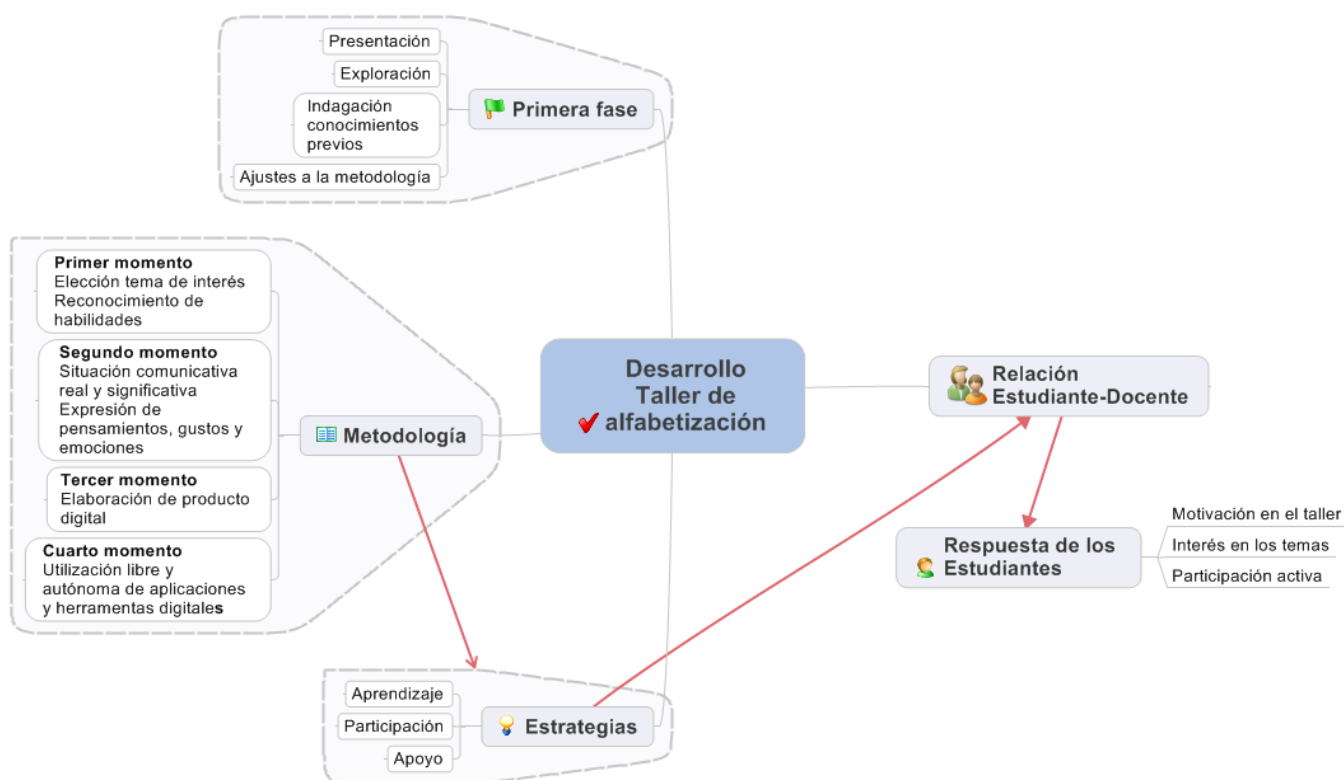 Presentación
Exploración
Indagación
conocimientos
previos
Ajustes a la metodología
Primera fase
Primer momento
Elección tema de interés
Reconocimiento de
habilidades
Segundo momento
Situación comunicativa
real y significativa
Expresión de
pensamientos, gustos y
emociones
Tercer momento
Elaboración de producto
digital
Cuarto momento
Utilización libre y
autónoma de aplicaciones
y herramientas digitales
Metodología
Desarrollo
Taller de
alfabetización
Relación
Estudiante-Docente
Respuesta de los
Estudiantes
Motivación en el taller
Interés en los temas
Participación activa
Aprendizaje
Participación
Apoyo
Estrategias